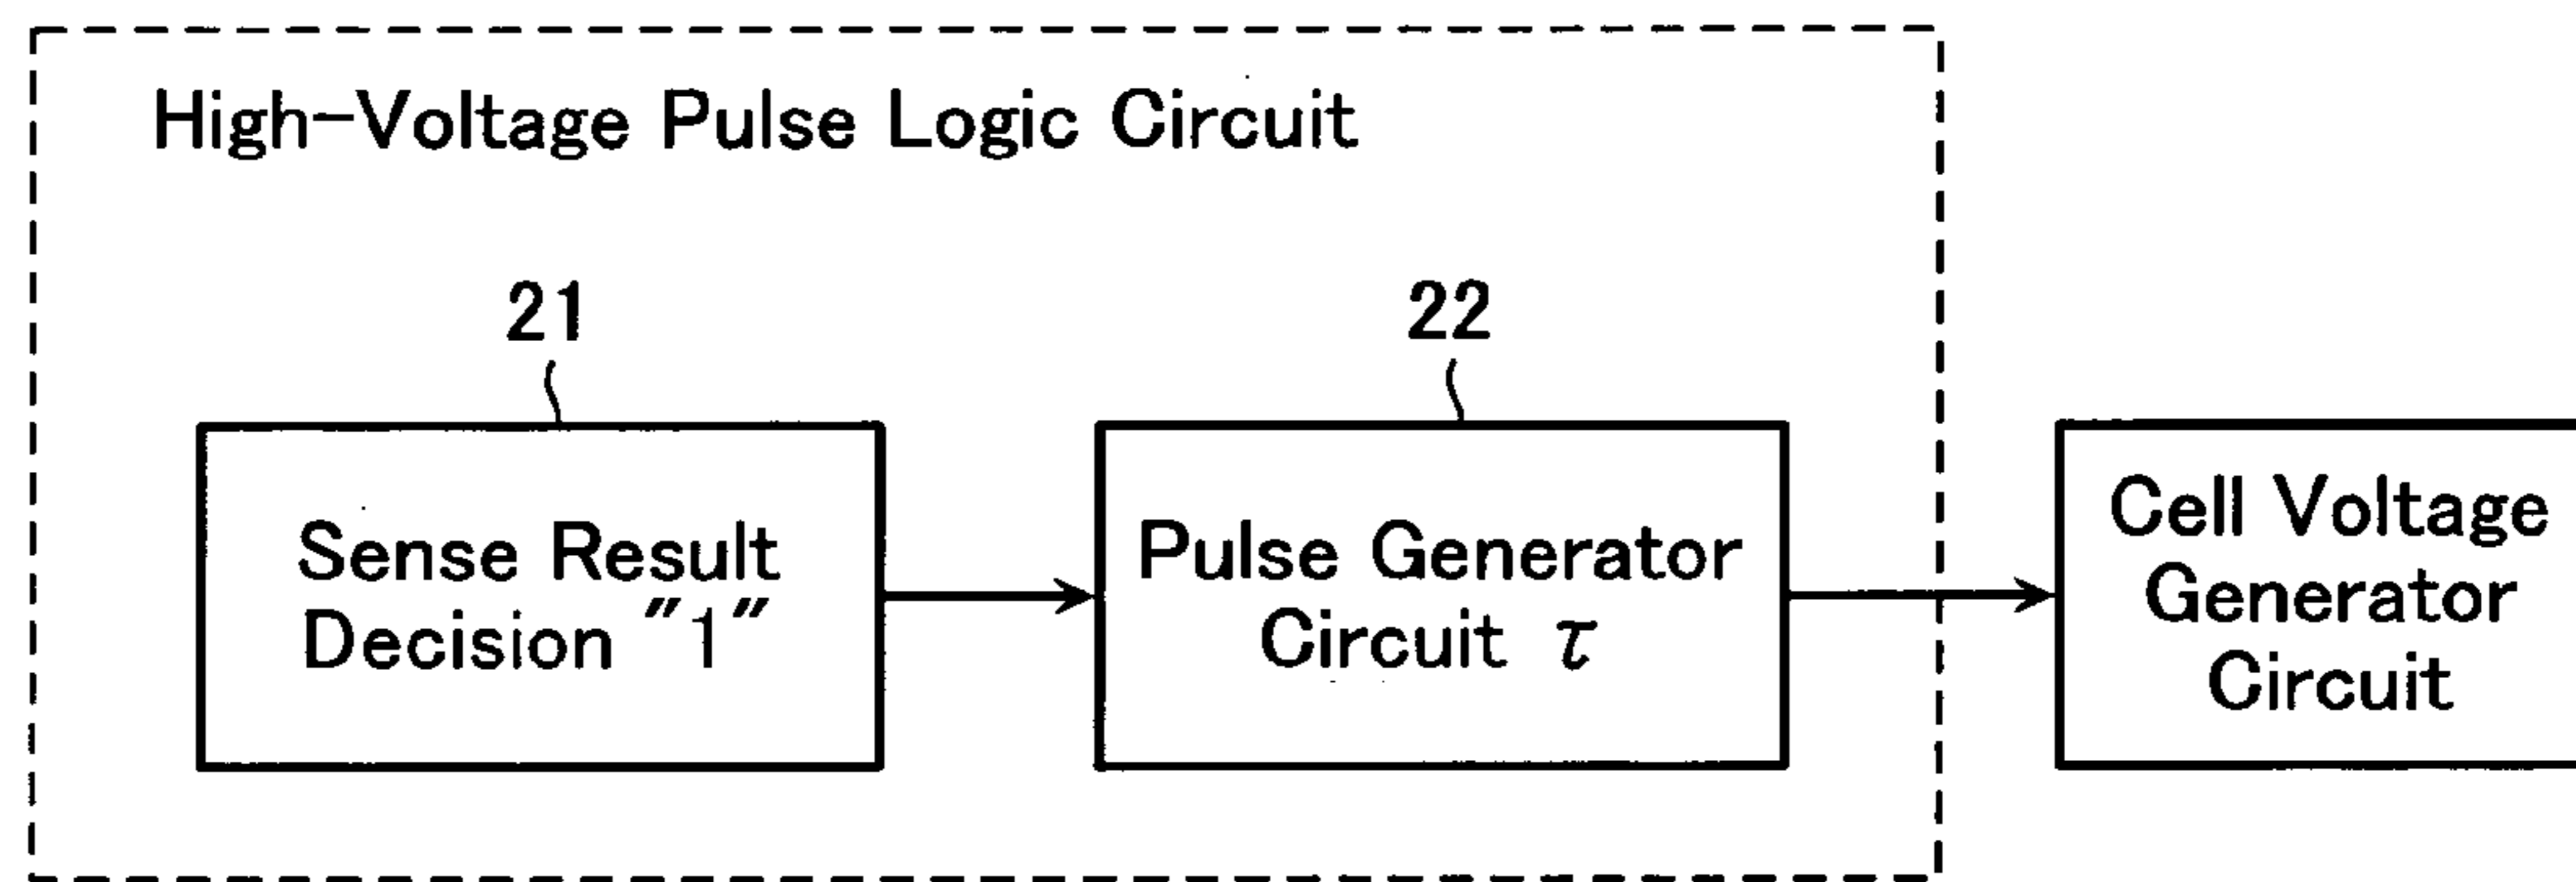 High-Voltage Pulse Logic Circuit
21
22
Sense Result
Decision "1"
Pulse Generator
Circuit τ
Cell Voltage
Generator
Circuit